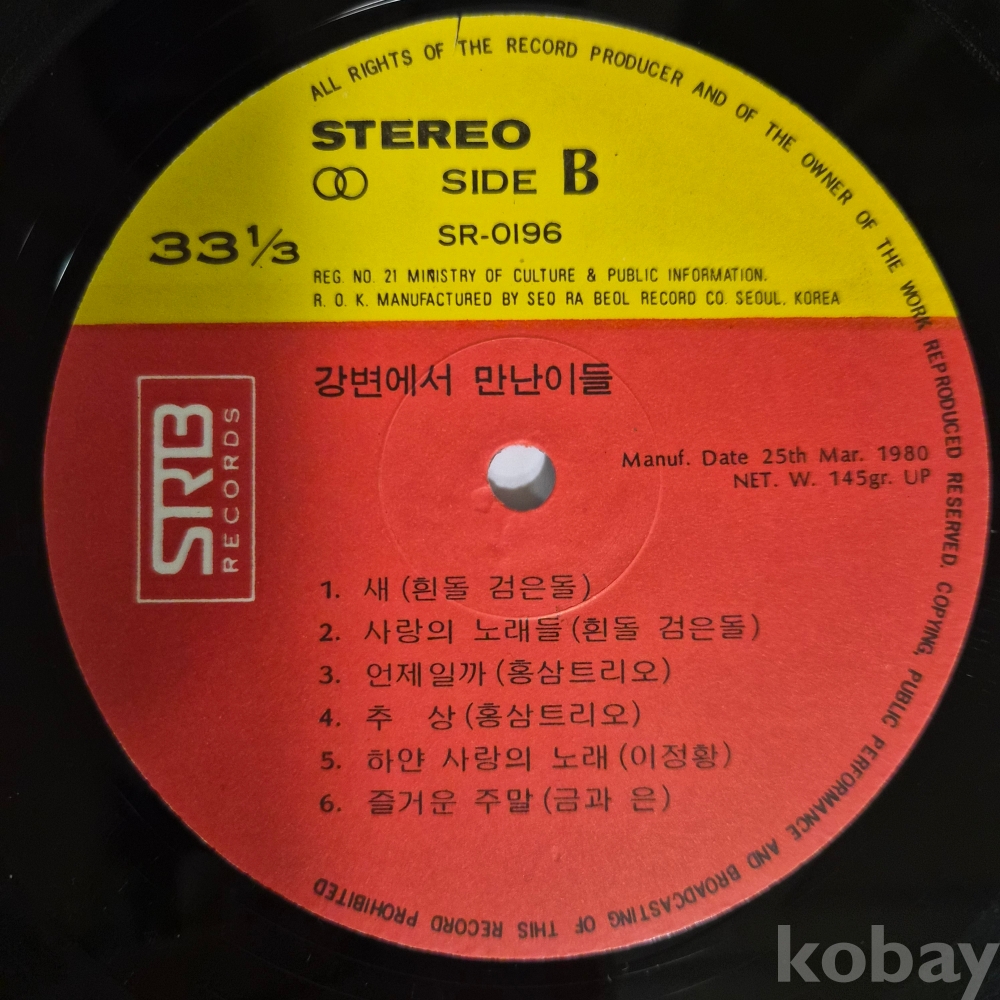 ALL RIGHTS OF THE RECORD PRODUCER AND OF THE OWNER OF THE WORK REPRODUCED RESERVED. COPYING, PUBLIC PERFORMANCE AND BROADCASTING OF THIS RECORD PROHIBITED
STEREO
SIDE B
33 1/3
SR-0196
REG. NO. 21 MINISTRY OF CULTURE & PUBLIC INFORMATION.
R. O. K. MANUFACTURED BY SEO RA BEOL RECORD CO. SEOUL, KOREA
강변에서 만난이들
SRB
RECORDS
Manuf. Date 25th Mar. 1980
NET. W. 145gr. UP
1. 새 (흰돌 검은돌)
2. 사랑의 노래들 (흰돌 검은돌)
3. 언제일까 (홍삼트리오)
4. 추 상 (홍삼트리오)
5. 하얀 사랑의 노래 (이정황)
6. 즐거운 주말 (금과 은)
kobay